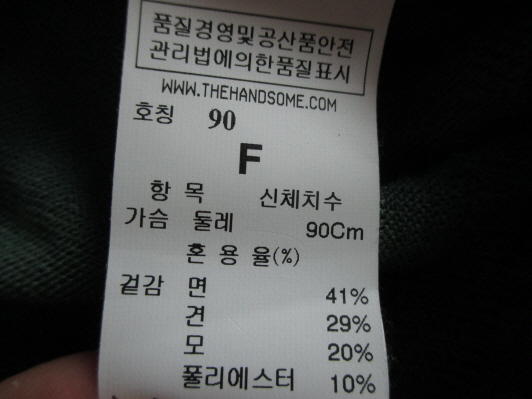 품질경영및공산품안전
관리법에의한품질표시
WWW.THEHANDSOME.COM
호칭 90
F
항 목 신체치수
가슴 둘레 90Cm
혼 용 율(%)
겉감 면 41%
견 29%
모 20%
폴리에스터 10%